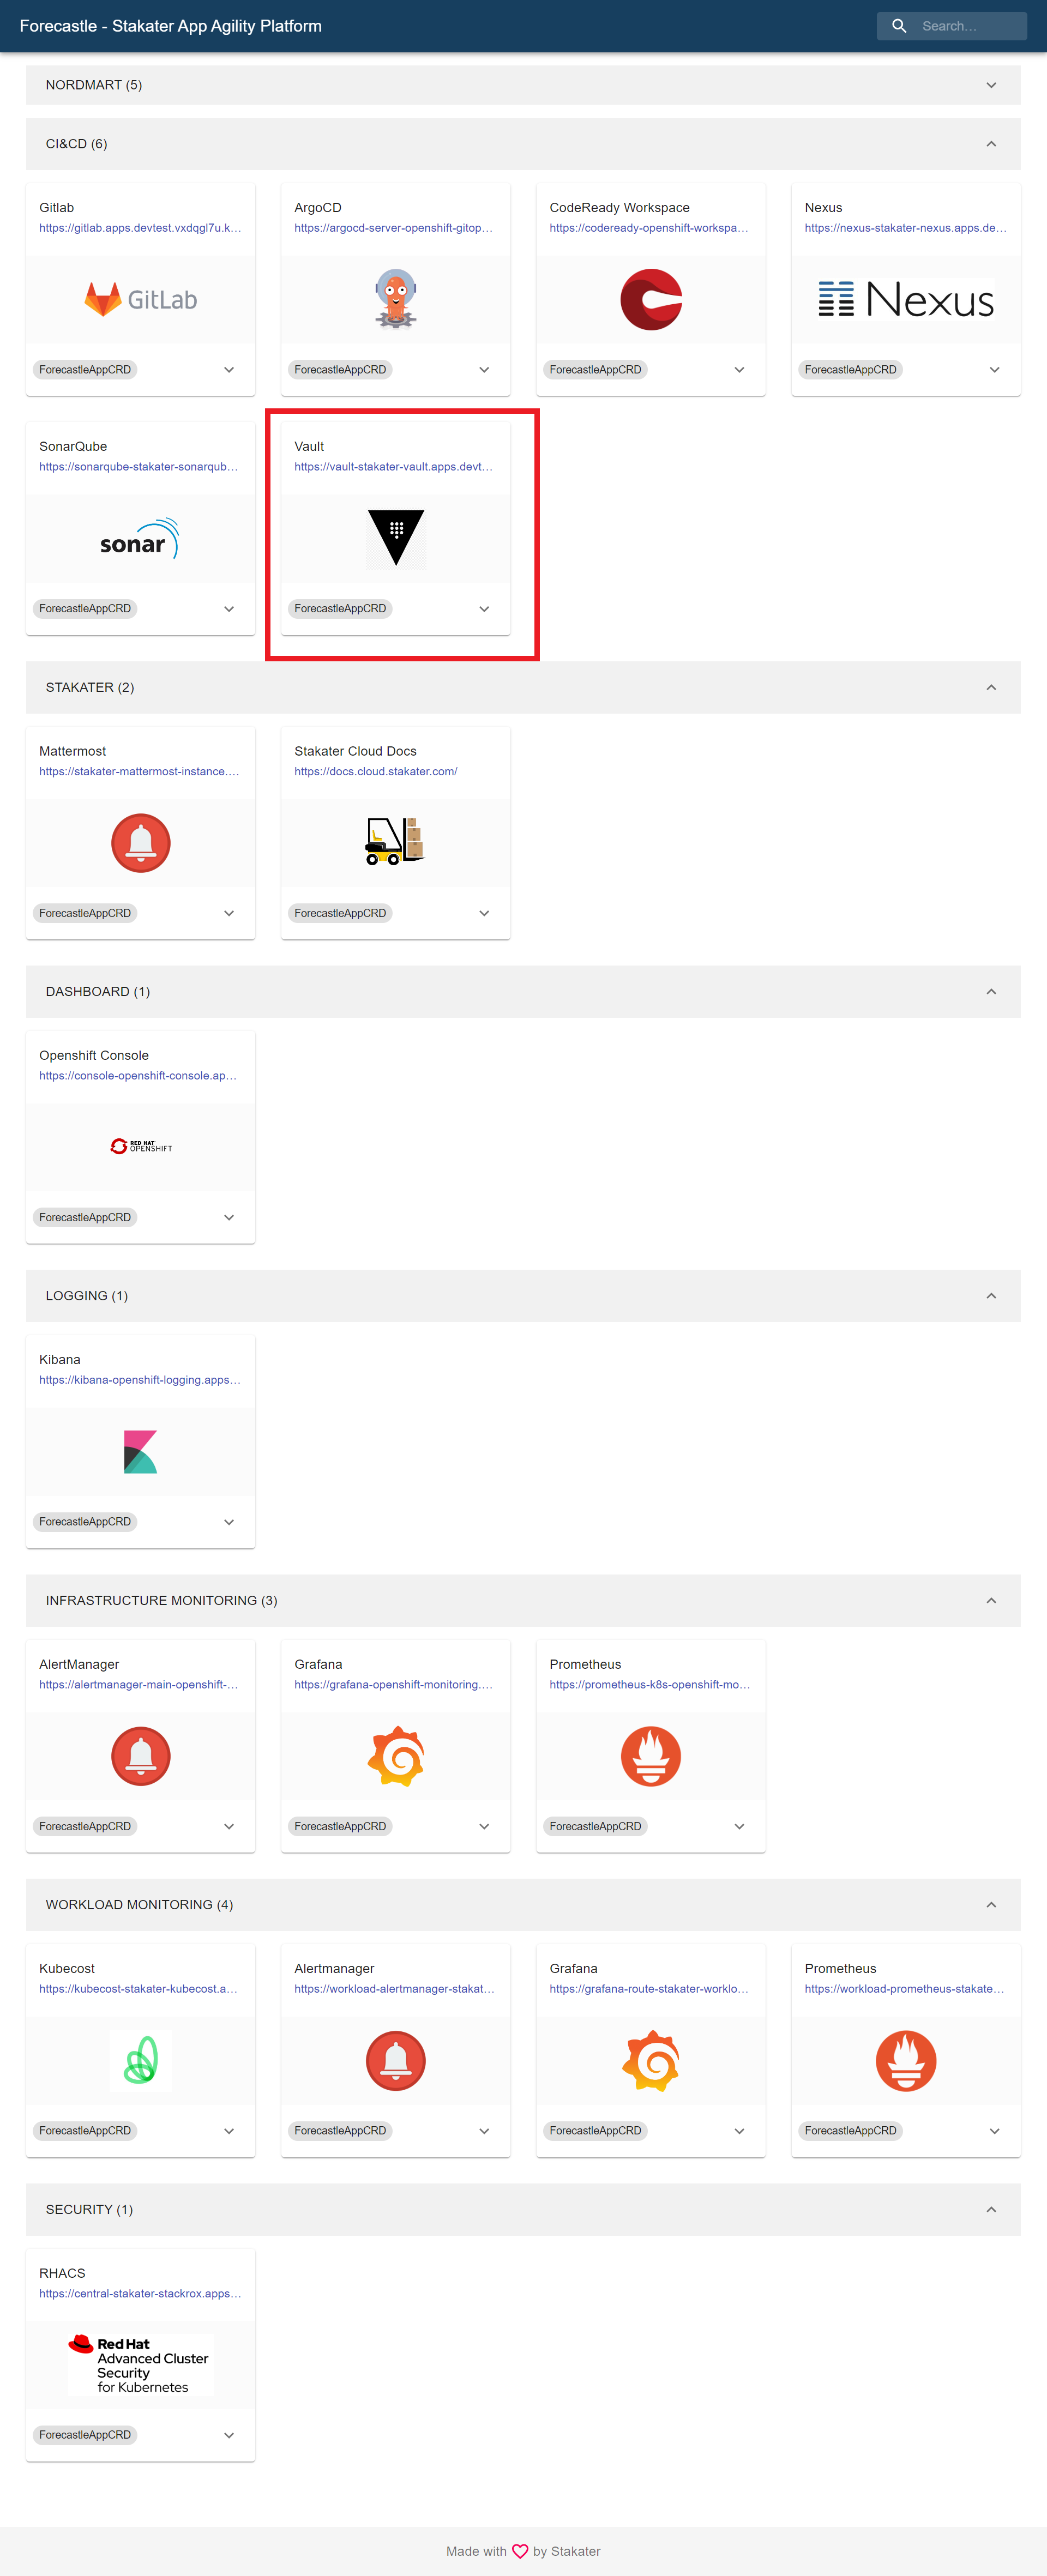 Forecastle - Stakater App Agility Platform
Search…
NORDMART (5)
CI&CD (6)
Gitlab
https://gitlab.apps.devtest.vxdqgl7u.k…
GitLab
ForecastleAppCRD
ArgoCD
https://argocd-server-openshift-gitop…
ForecastleAppCRD
CodeReady Workspace
https://codeready-openshift-workspa…
ForecastleAppCRD
Nexus
https://nexus-stakater-nexus.apps.de…
Nexus
ForecastleAppCRD
SonarQube
https://sonarqube-stakater-sonarqub…
sonar
ForecastleAppCRD
Vault
https://vault-stakater-vault.apps.devt…
ForecastleAppCRD
STAKATER (2)
Mattermost
https://stakater-mattermost-instance.…
ForecastleAppCRD
Stakater Cloud Docs
https://docs.cloud.stakater.com/
ForecastleAppCRD
DASHBOARD (1)
Openshift Console
https://console-openshift-console.ap…
RED HAT
OPENSHIFT
ForecastleAppCRD
LOGGING (1)
Kibana
https://kibana-openshift-logging.apps…
ForecastleAppCRD
INFRASTRUCTURE MONITORING (3)
AlertManager
https://alertmanager-main-openshift-…
ForecastleAppCRD
Grafana
https://grafana-openshift-monitoring.…
ForecastleAppCRD
Prometheus
https://prometheus-k8s-openshift-mo…
ForecastleAppCRD
WORKLOAD MONITORING (4)
Kubecost
https://kubecost-stakater-kubecost.a…
ForecastleAppCRD
Alertmanager
https://workload-alertmanager-stakat…
ForecastleAppCRD
Grafana
https://grafana-route-stakater-worklo…
ForecastleAppCRD
Prometheus
https://workload-prometheus-stakate…
ForecastleAppCRD
SECURITY (1)
RHACS
https://central-stakater-stackrox.apps…
Red Hat
Advanced Cluster
Security
for Kubernetes
ForecastleAppCRD
Made with by Stakater